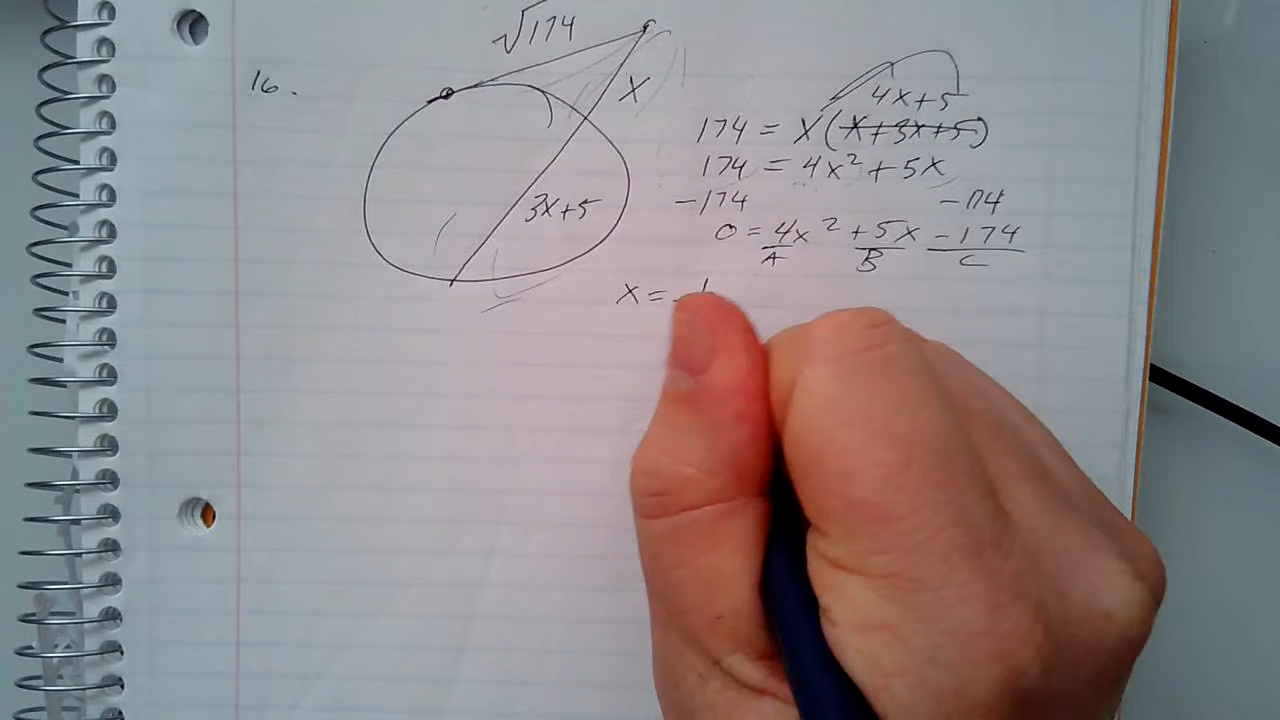 16.
√174
X
3x+5
4x+5
174 = X(x+3x+5)
174 = 4x² + 5x
-174 -174
0 = 4x² + 5x - 174
A B C
x = -